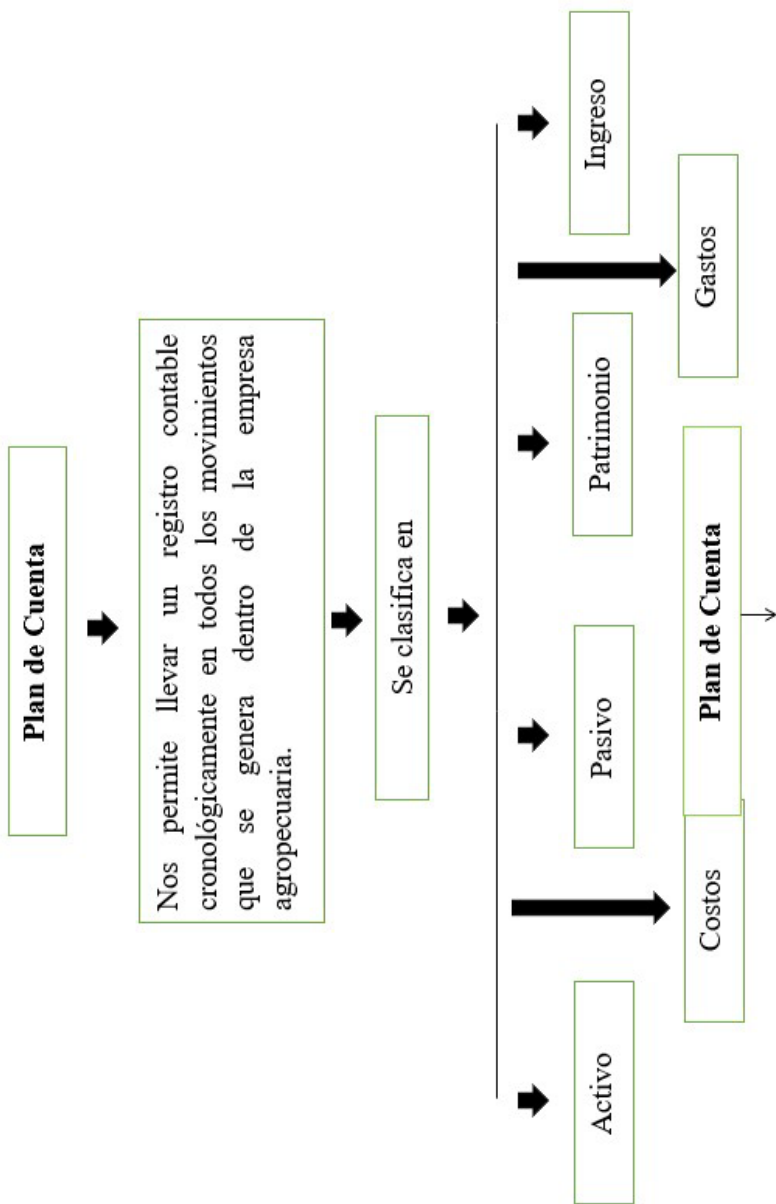 Plan de Cuenta
Nos permite llevar un registro contable
cronológicamente en todos los movimientos
que se genera dentro de la empresa
agropecuaria.
Se clasifica en
Activo
Pasivo
Patrimonio
Ingreso
Costos
Plan de Cuenta
Gastos